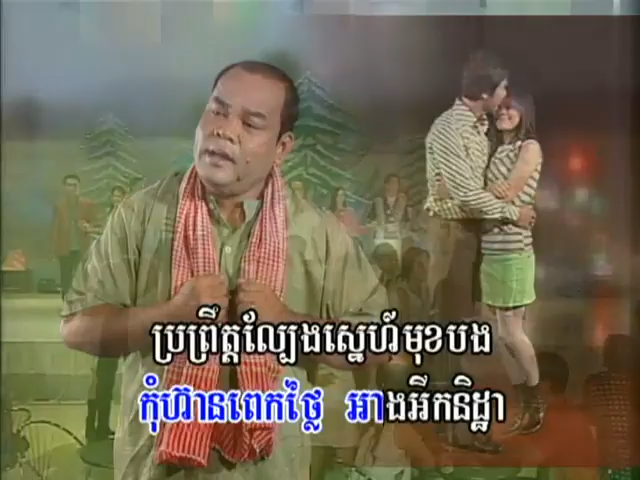 ប្រព្រឹត្តល្បែងស្នេហ៍មុខបង
កុំហ៊ានពេកថ្លៃ អាងអីកនិដ្ឋា